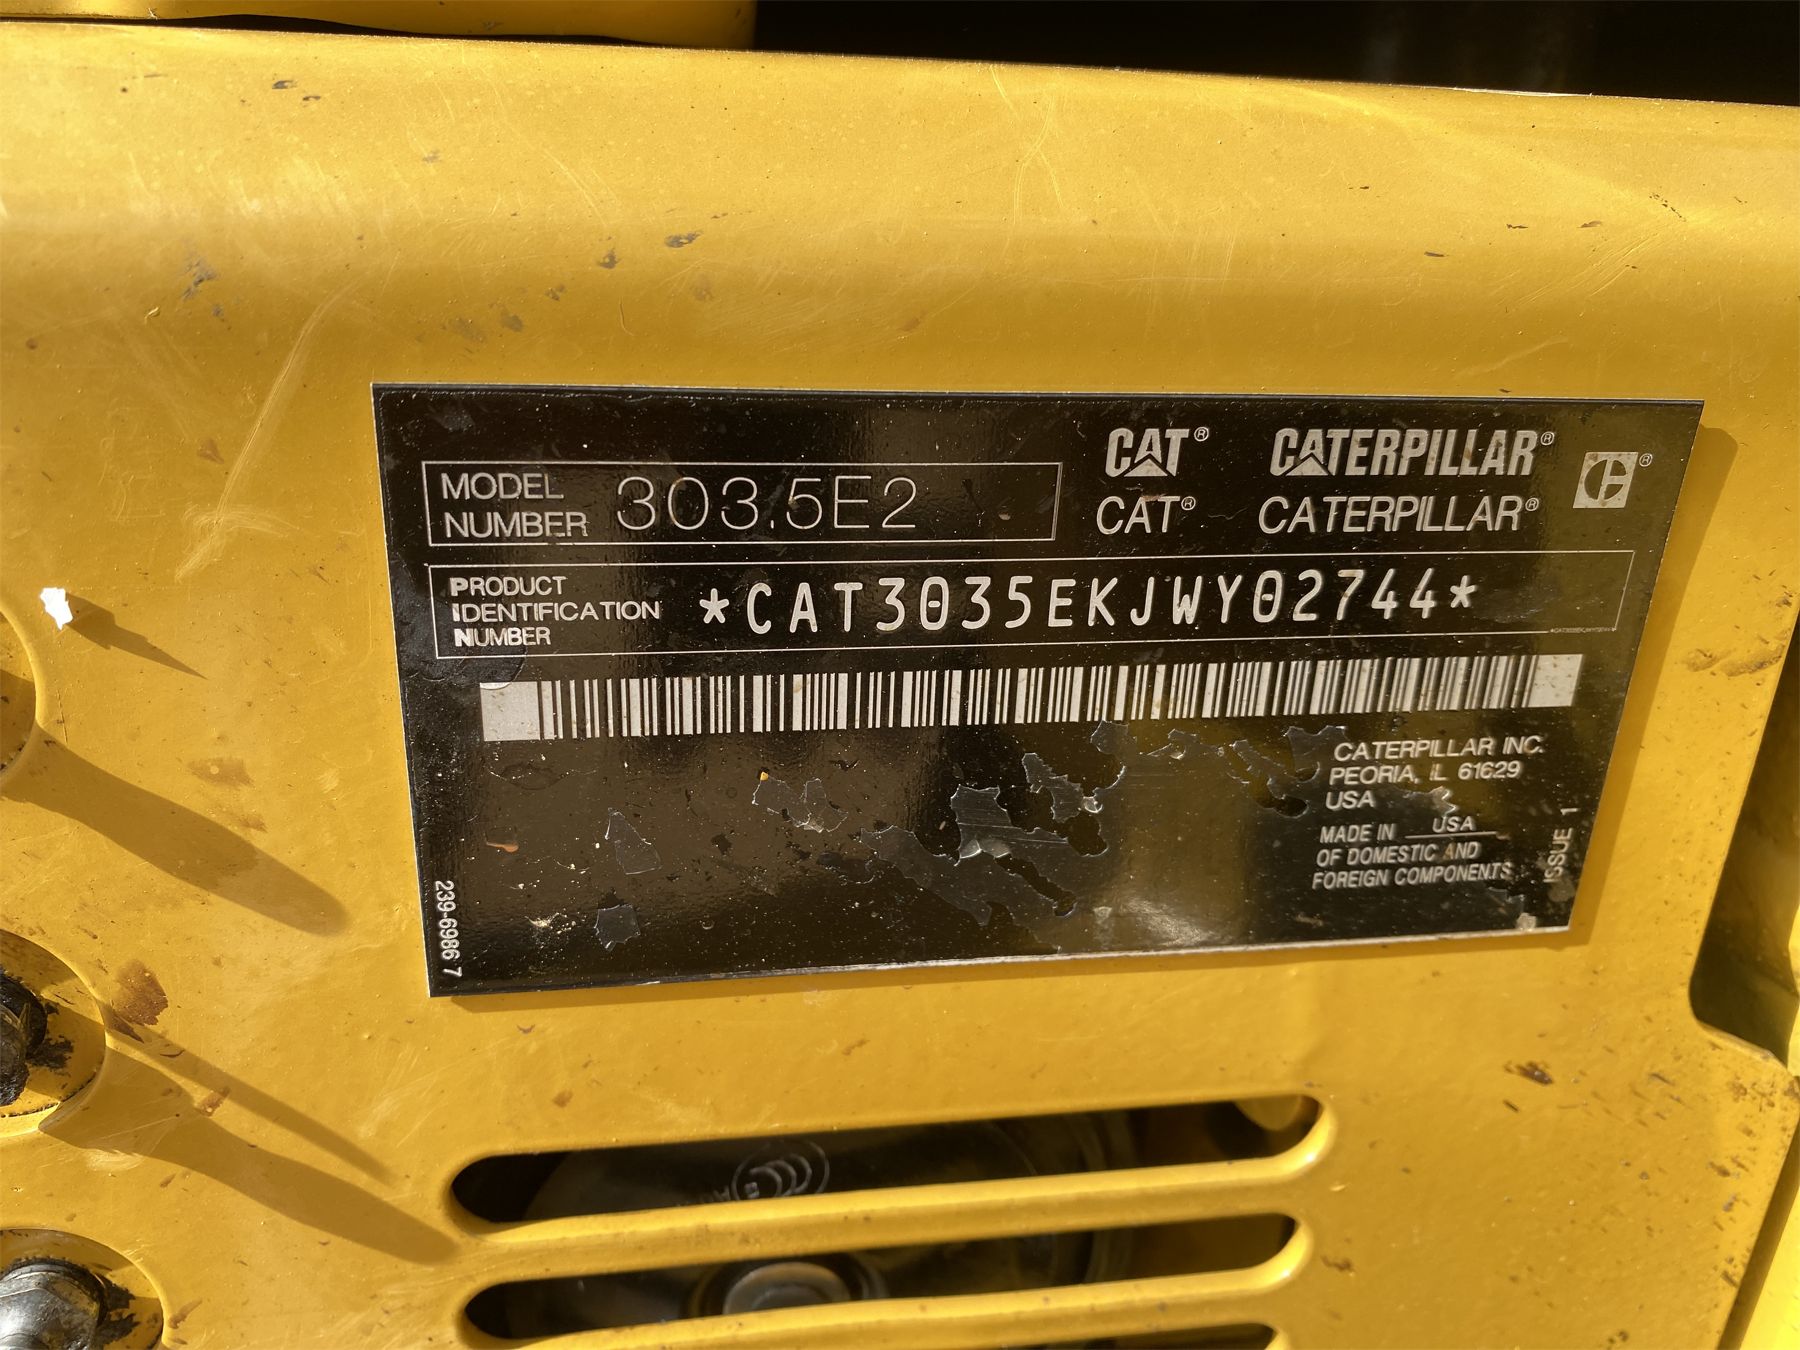 CAT® CATERPILLAR®
MODEL
NUMBER 303.5E2
CAT® CATERPILLAR®
PRODUCT
IDENTIFICATION
NUMBER
*CAT3035EKJWY02744*
CATERPILLAR INC.
PEORIA, IL 61629
USA
MADE IN USA
OF DOMESTIC AND
FOREIGN COMPONENTS
ISSUE 1
239-6986 7